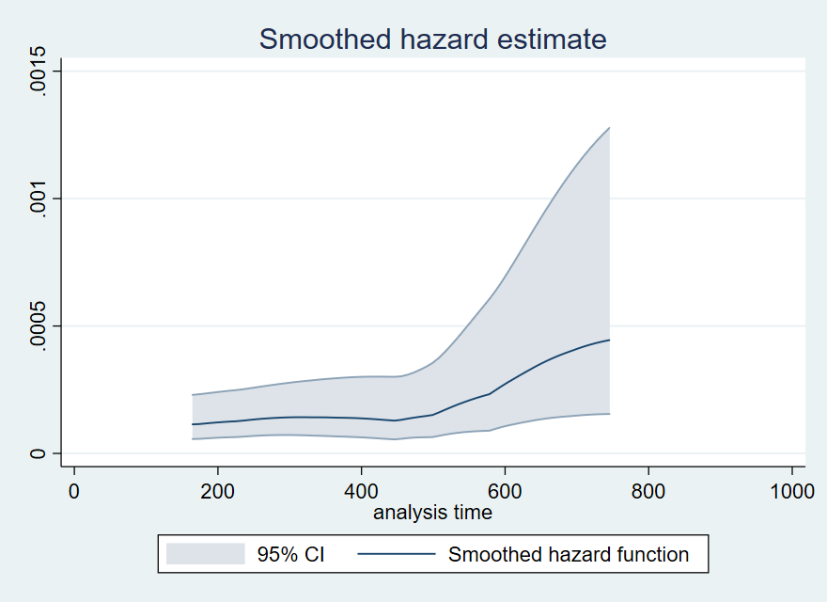 Smoothed hazard estimate
.0015
.001
.0005
0
0 200 400 600 800 1000
analysis time
95% CI Smoothed hazard function